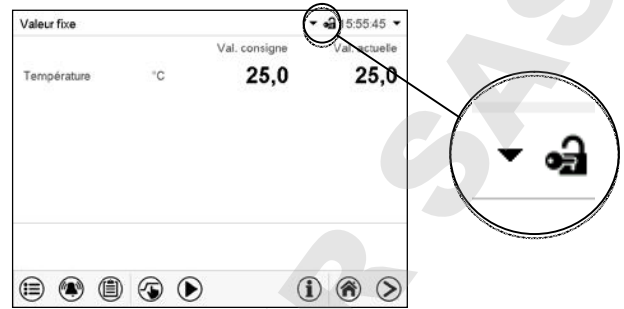 Valeur fixe 15:55:45
Val. consigne Val. actuelle
Température °C 25,0 25,0